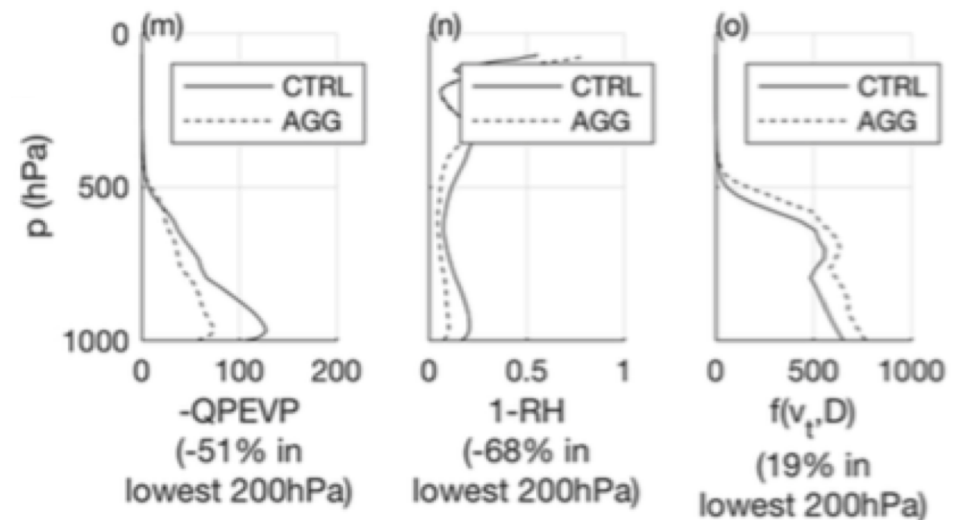 (m)
(n)
(o)
0
500
1000
p (hPa)
CTRL
AGG
CTRL
AGG
CTRL
AGG
0 100 200
0 0.5 1
0 500 1000
-QPEVP
(-51% in
lowest 200hPa)
1-RH
(-68% in
lowest 200hPa)
f(v_t,D)
(19% in
lowest 200hPa)